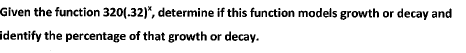 Given the function 320(.32)ˣ, determine if this function models growth or decay and
identify the percentage of that growth or decay.